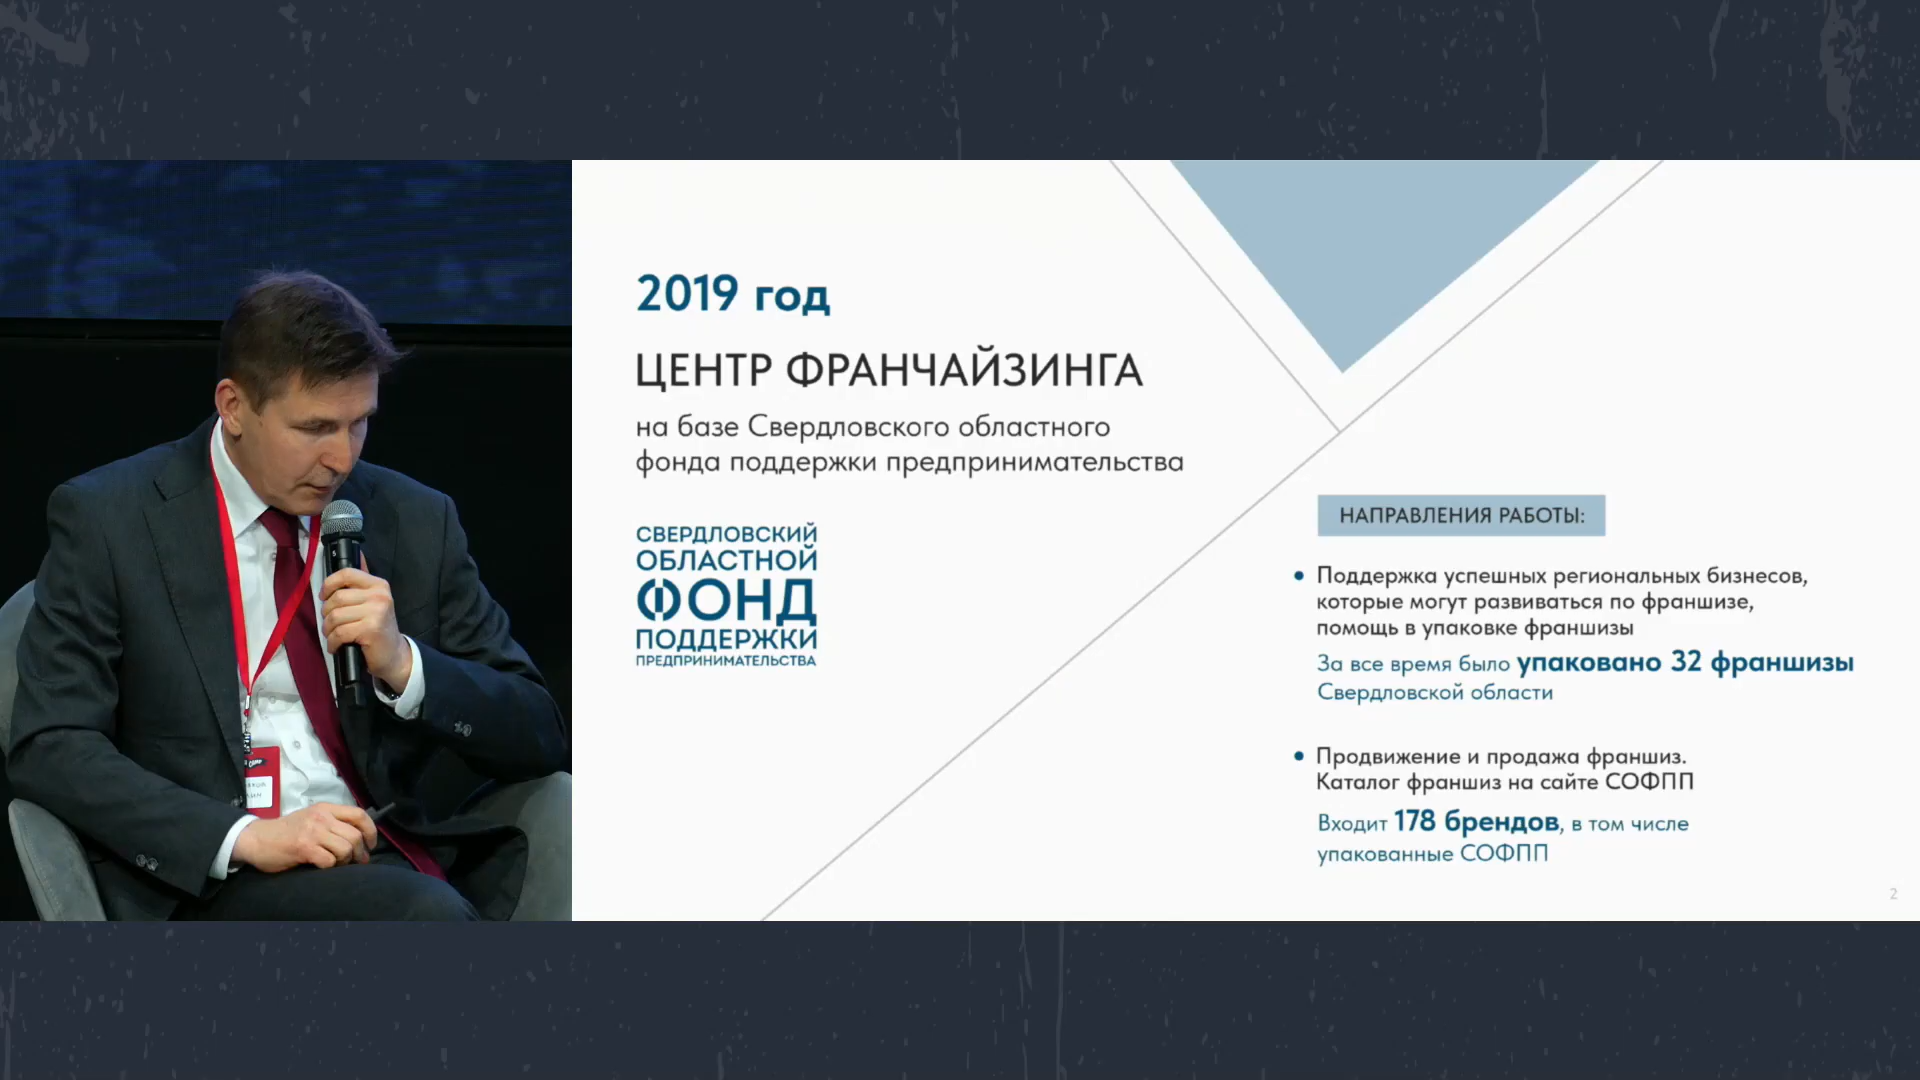 2019 год
ЦЕНТР ФРАНЧАЙЗИНГА
на базе Свердловского областного
фонда поддержки предпринимательства
СВЕРДЛОВСКИЙ
ОБЛАСТНОЙ
ФОНД
ПОДДЕРЖКИ
ПРЕДПРИНИМАТЕЛЬСТВА
НАПРАВЛЕНИЯ РАБОТЫ:
• Поддержка успешных региональных бизнесов,
которые могут развиваться по франшизе,
помощь в упаковке франшизы
За все время было упаковано 32 франшизы
Свердловской области
• Продвижение и продажа франшиз.
Каталог франшиз на сайте СОФПП
Входит 178 брендов, в том числе
упакованные СОФПП
2